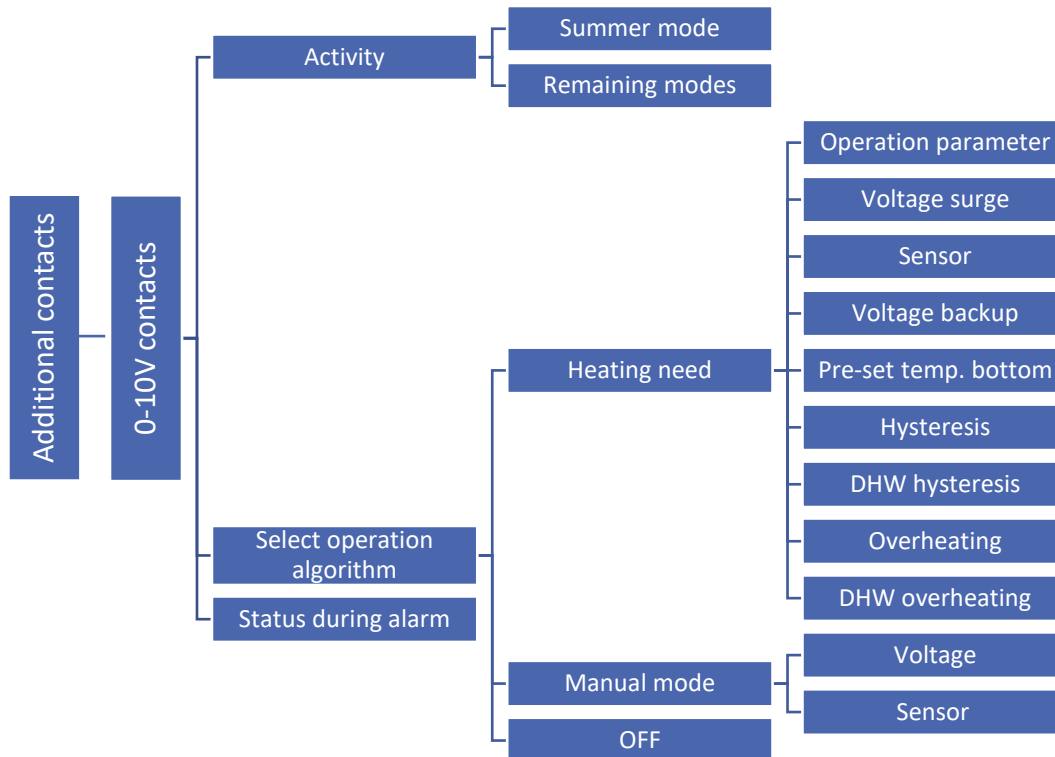 Additional contacts
0-10V contacts
Activity
Summer mode
Remaining modes
Select operation
algorithm
Heating need
Operation parameter
Voltage surge
Sensor
Voltage backup
Pre-set temp. bottom
Hysteresis
DHW hysteresis
Overheating
DHW overheating
Manual mode
Voltage
Sensor
OFF
Status during alarm